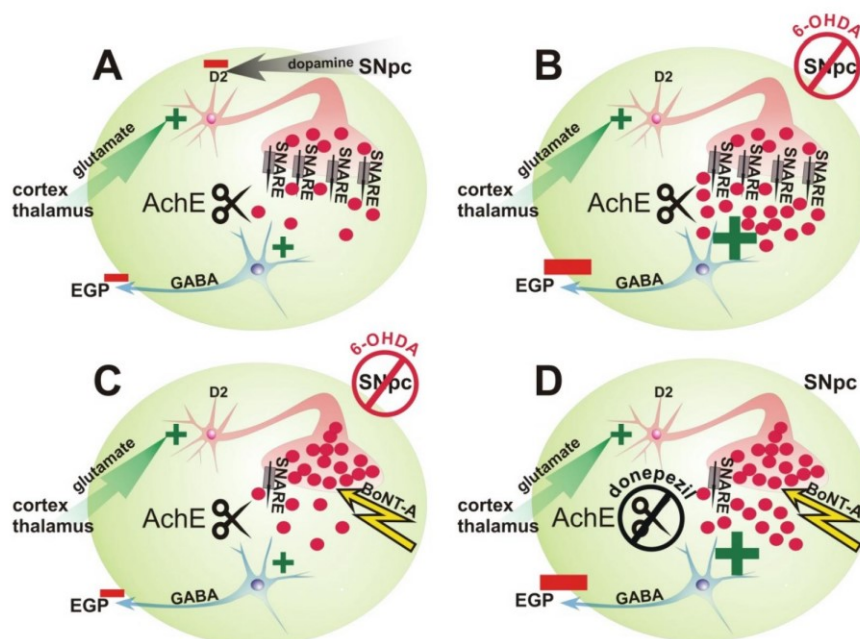 A
D2
dopamine
SNpc
glutamate
cortex
thalamus
SNARE
SNARE
SNARE
SNARE
AchE
GABA
EGP
B
6-OHDA
SNpc
D2
glutamate
cortex
thalamus
SNARE
SNARE
SNARE
SNARE
AchE
GABA
EGP
C
6-OHDA
SNpc
D2
glutamate
cortex
thalamus
SNARE
BoNT-A
AchE
GABA
EGP
D
SNpc
D2
glutamate
cortex
thalamus
SNARE
BoNT-A
donepezil
AchE
GABA
EGP